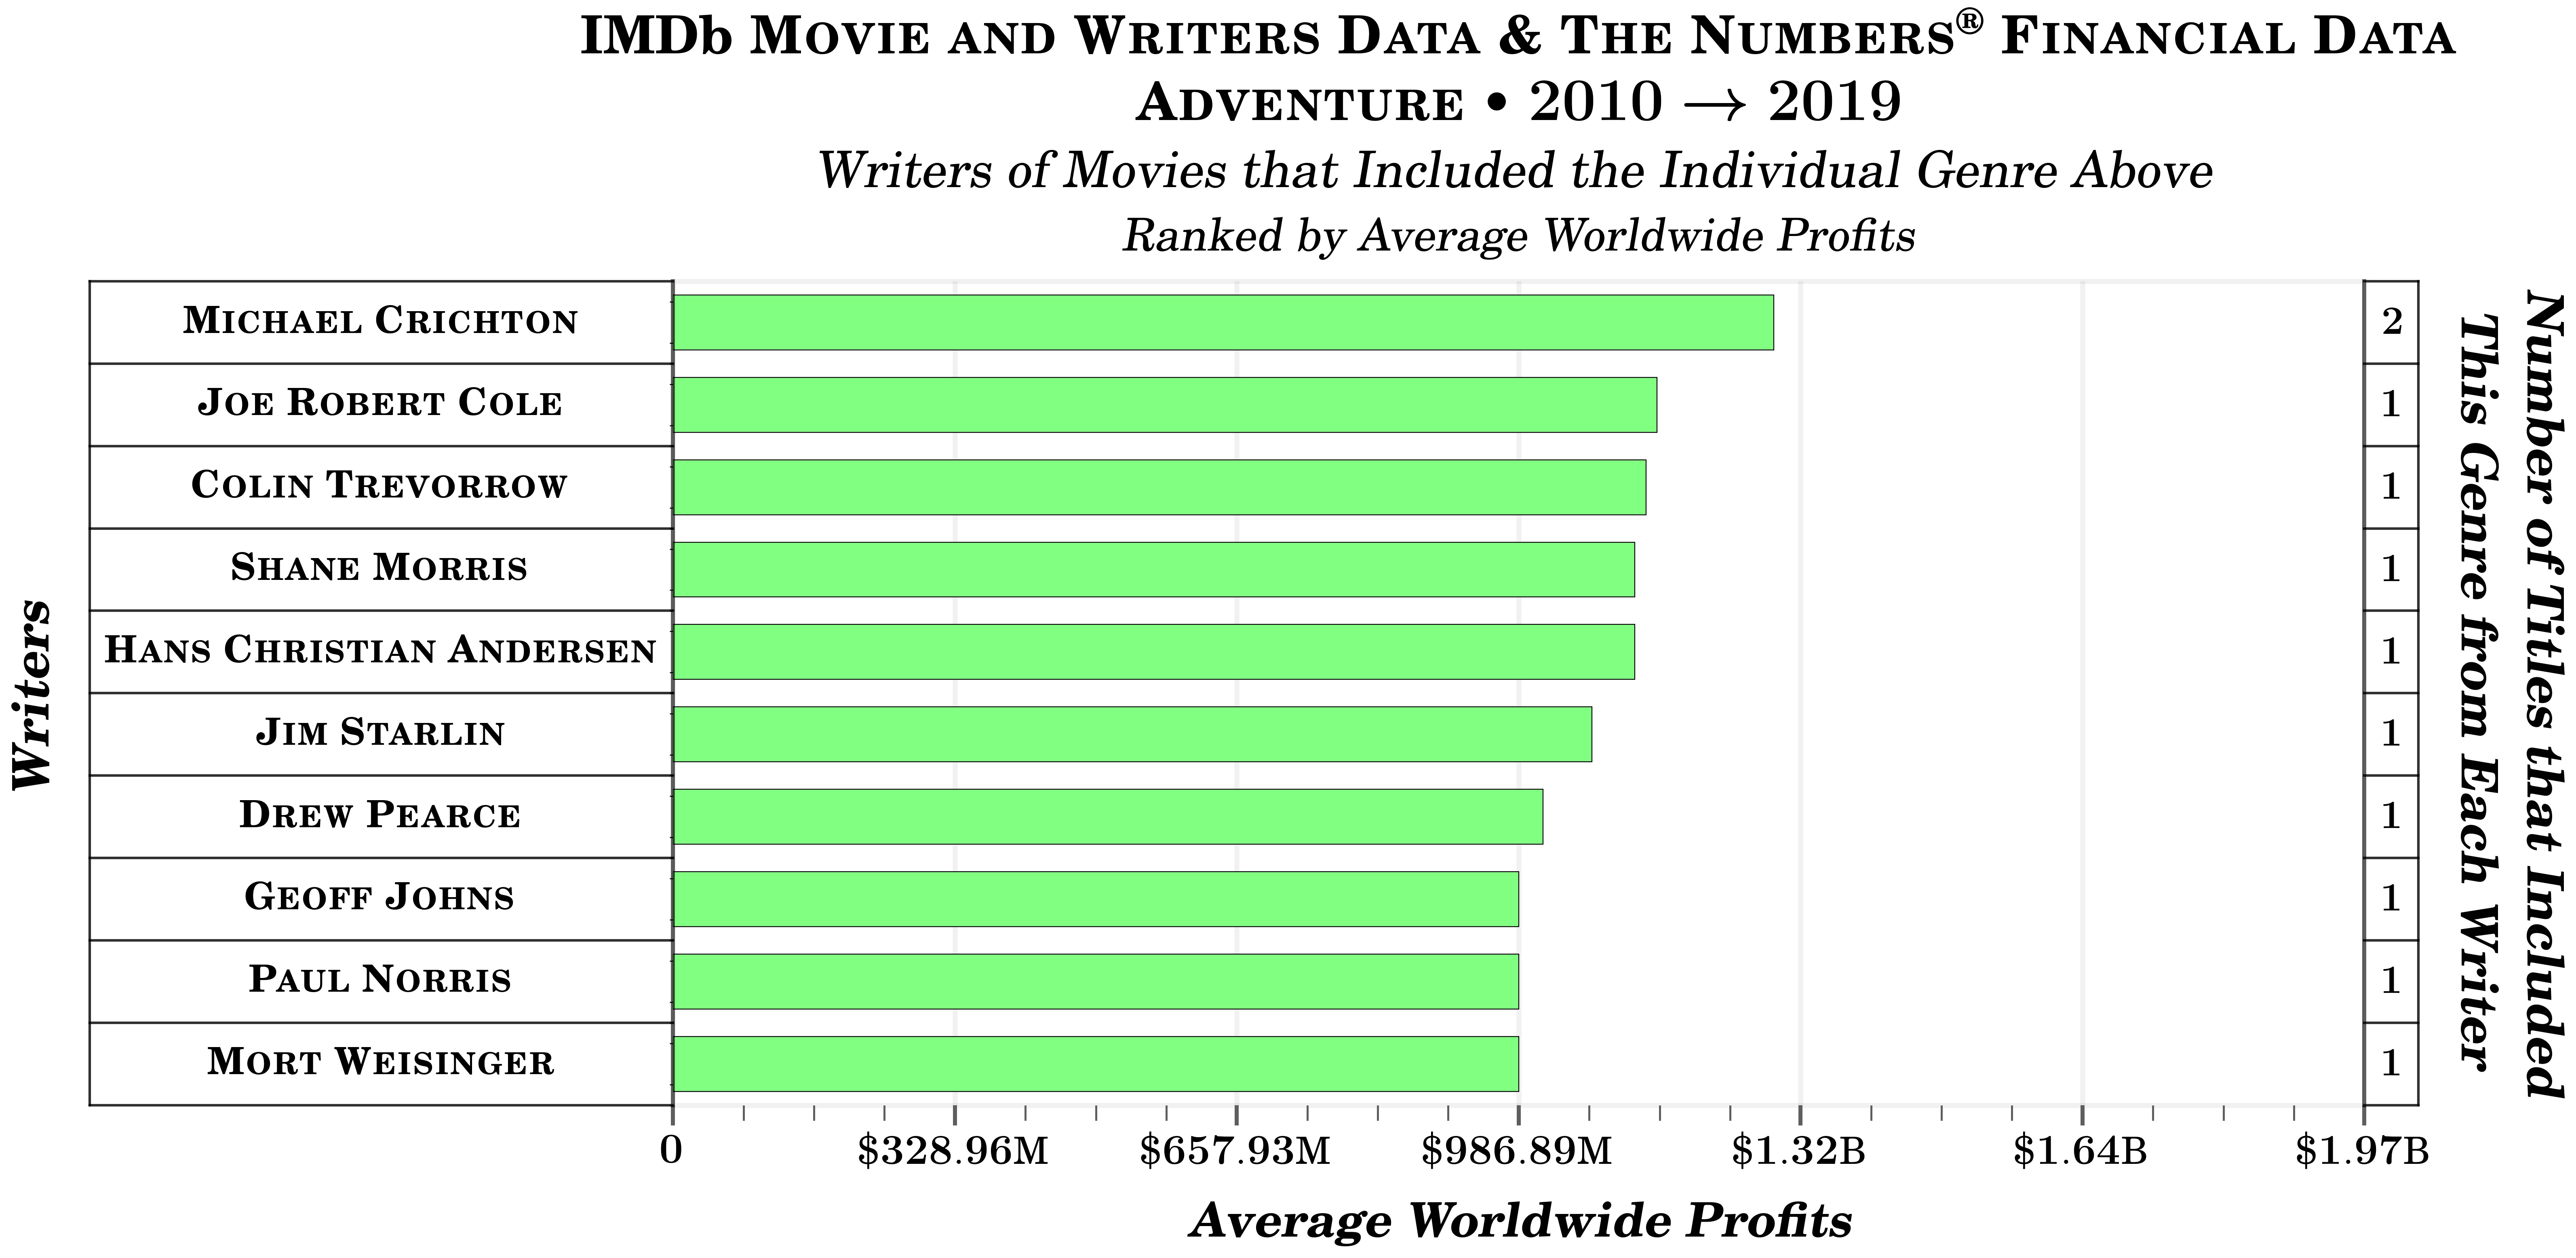 IMDb Movie and Writers Data & The Numbers® Financial Data
Adventure • 2010 → 2019
Writers of Movies that Included the Individual Genre Above
Ranked by Average Worldwide Profits
Writers
Michael Crichton 2
Joe Robert Cole 1
Colin Trevorrow 1
Shane Morris 1
Hans Christian Andersen 1
Jim Starlin 1
Drew Pearce 1
Geoff Johns 1
Paul Norris 1
Mort Weisinger 1
Number of Titles that Included
This Genre from Each Writer
0 $328.96M $657.93M $986.89M $1.32B $1.64B $1.97B
Average Worldwide Profits